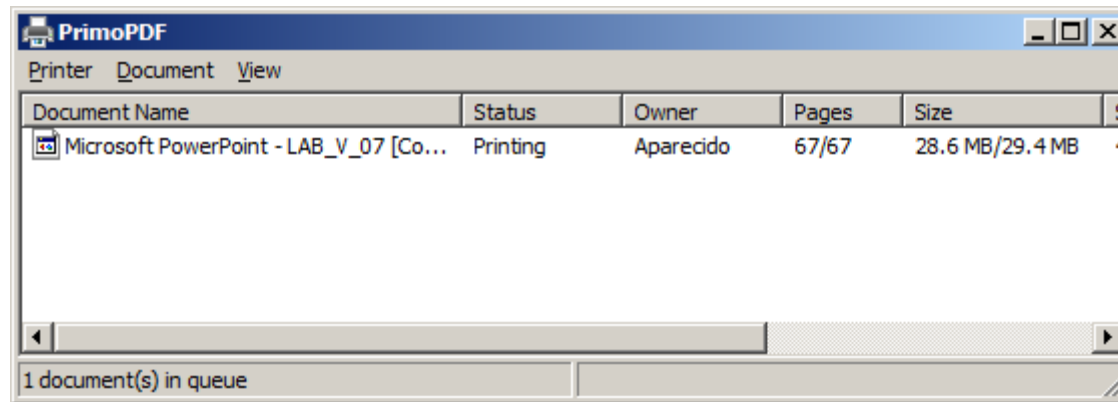 PrimoPDF
Printer Document View
Document Name Status Owner Pages Size
Microsoft PowerPoint - LAB_V_07 [Co... Printing Aparecido 67/67 28.6 MB/29.4 MB
1 document(s) in queue